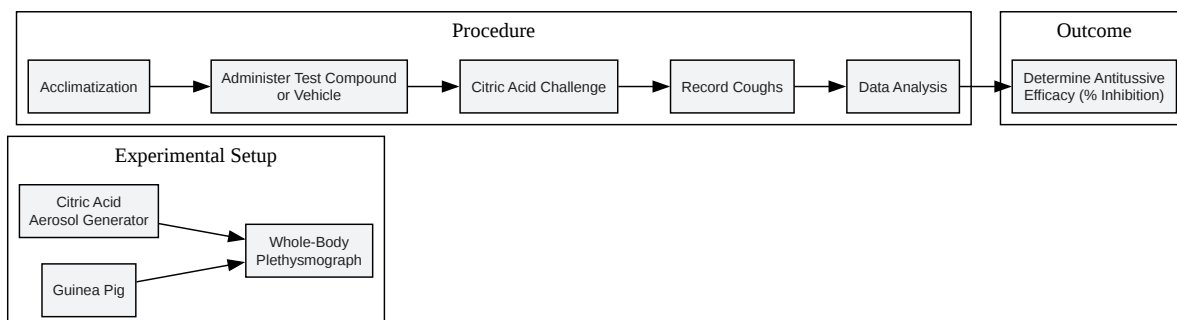 Procedure
Acclimatization
Administer Test Compound
or Vehicle
Citric Acid Challenge
Record Coughs
Data Analysis
Outcome
Determine Antitussive
Efficacy (% Inhibition)
Experimental Setup
Citric Acid
Aerosol Generator
Guinea Pig
Whole-Body
Plethysmograph